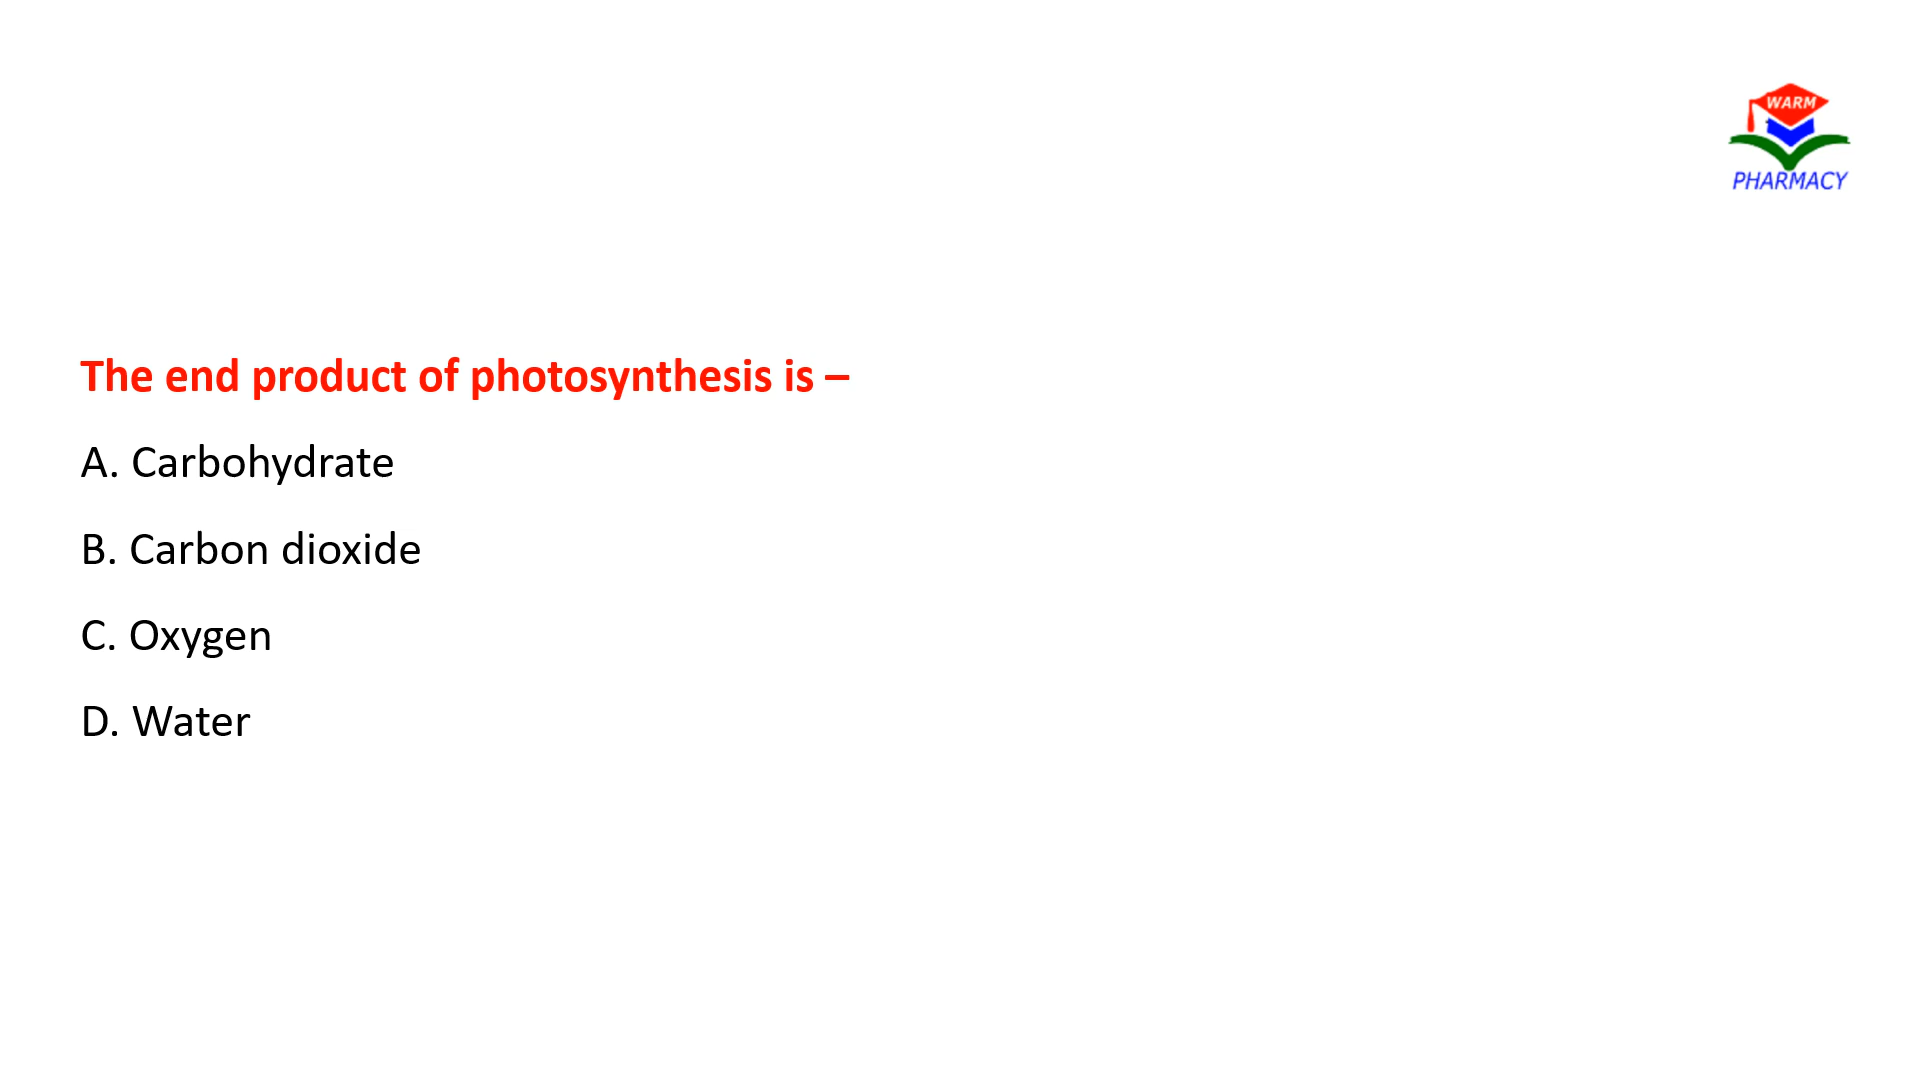 WARM
PHARMACY
The end product of photosynthesis is –
A. Carbohydrate
B. Carbon dioxide
C. Oxygen
D. Water